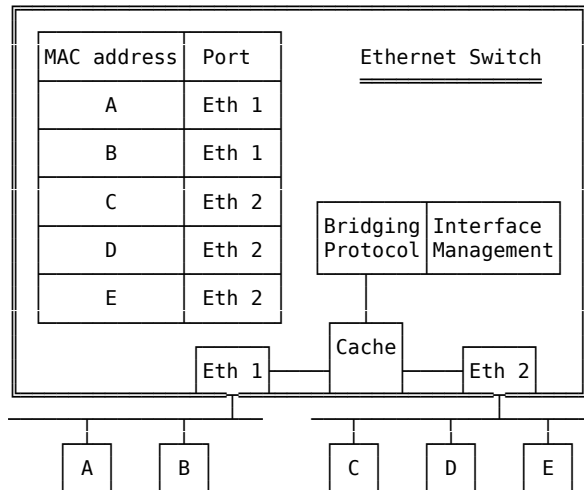 MAC address Port
Ethernet Switch
A Eth 1
B Eth 1
C Eth 2
D Eth 2
E Eth 2
Bridging Protocol
Interface Management
Cache
Eth 1
Eth 2
A B C D E